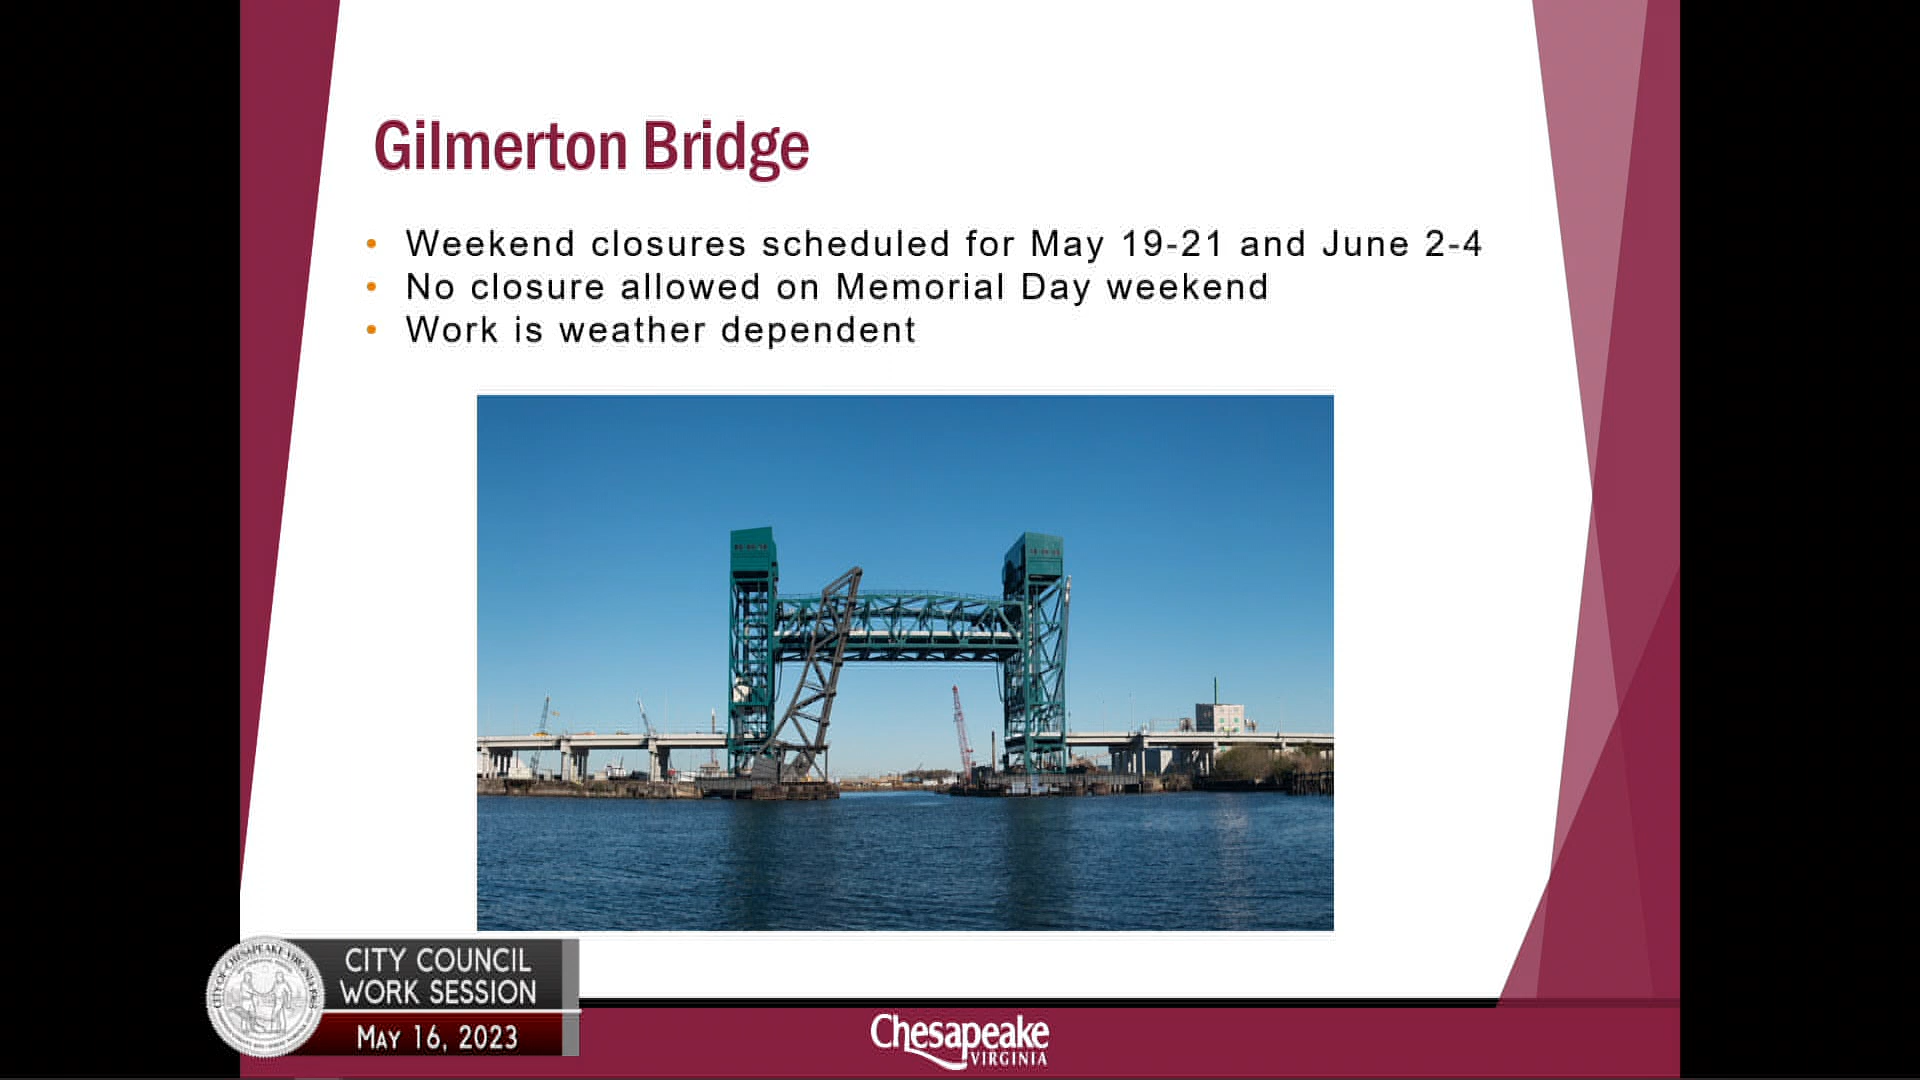 Gilmerton Bridge
• Weekend closures scheduled for May 19-21 and June 2-4
• No closure allowed on Memorial Day weekend
• Work is weather dependent
CITY COUNCIL
WORK SESSION
MAY 16, 2023
Chesapeake
VIRGINIA